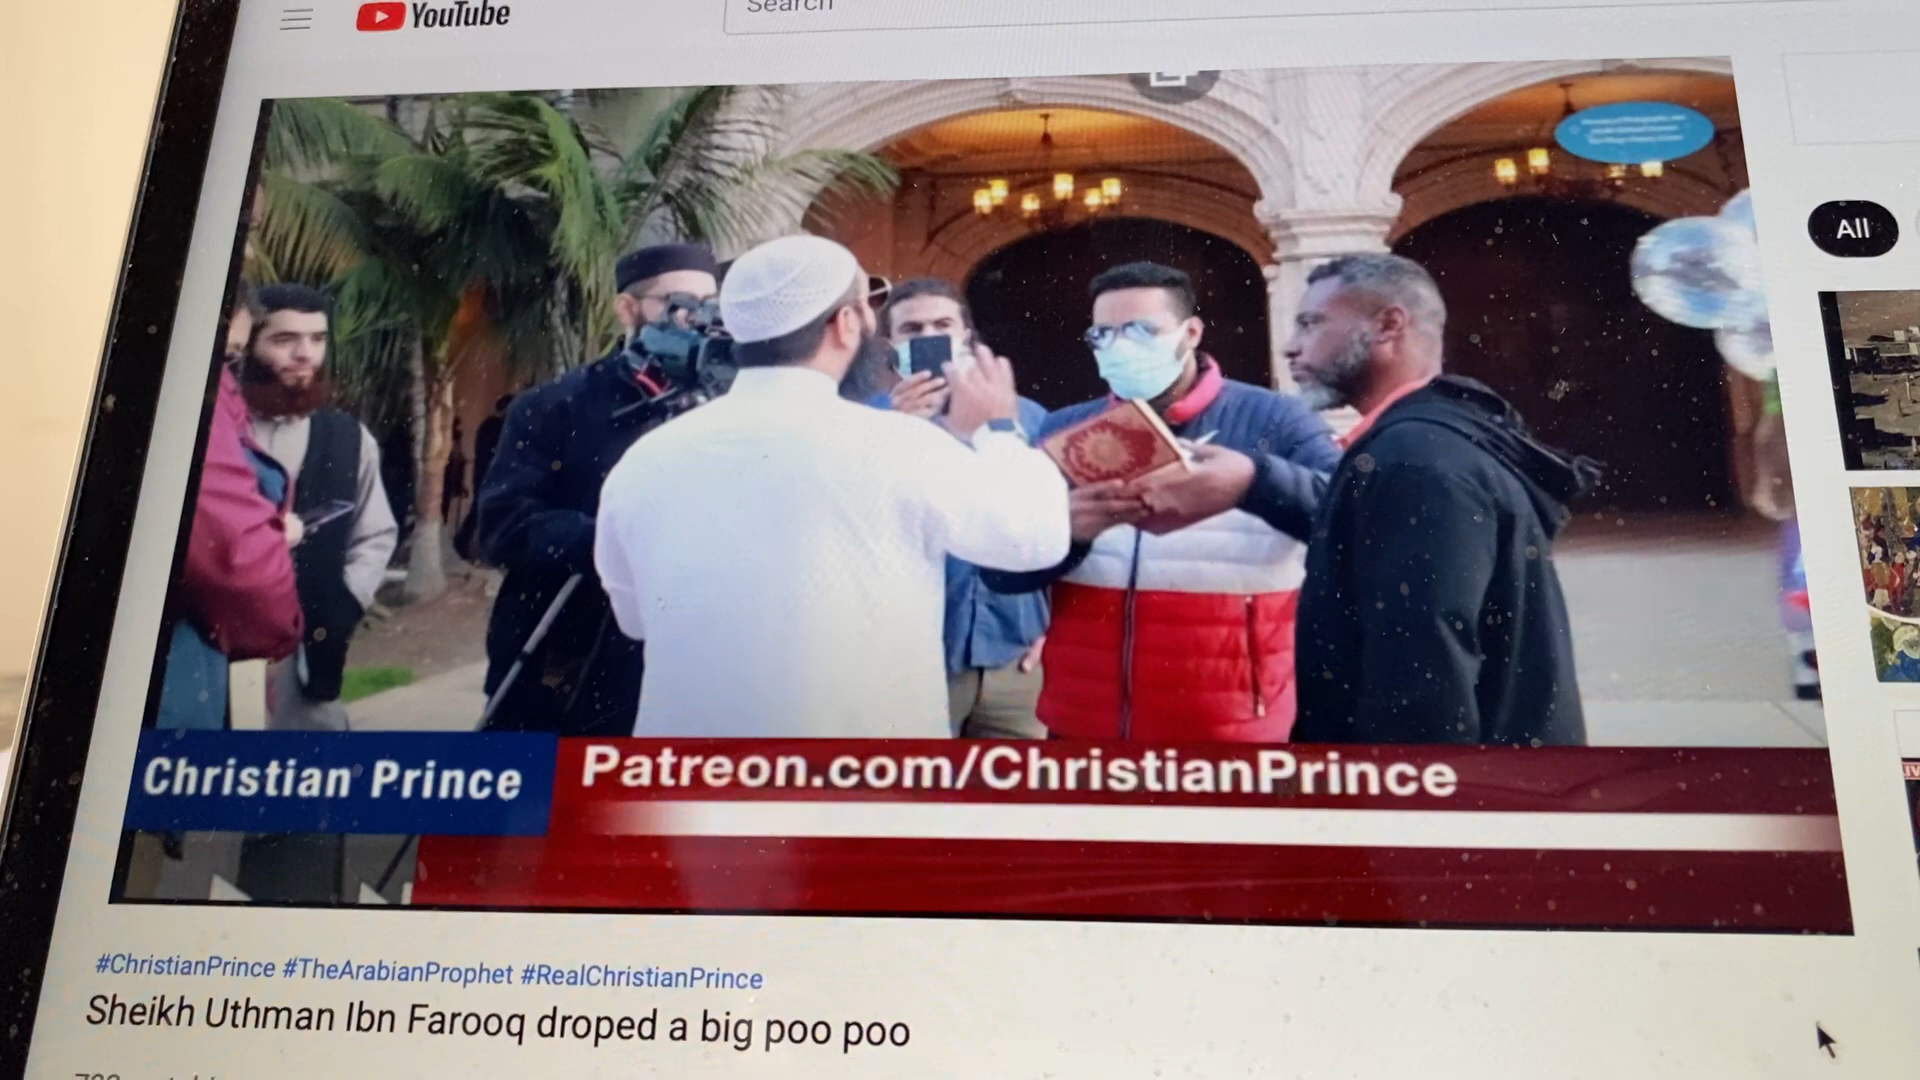 YouTube
Search
All
Christian Prince
Patreon.com/ChristianPrince
#ChristianPrince #TheArabianProphet #RealChristianPrince
Sheikh Uthman Ibn Farooq droped a big poo poo